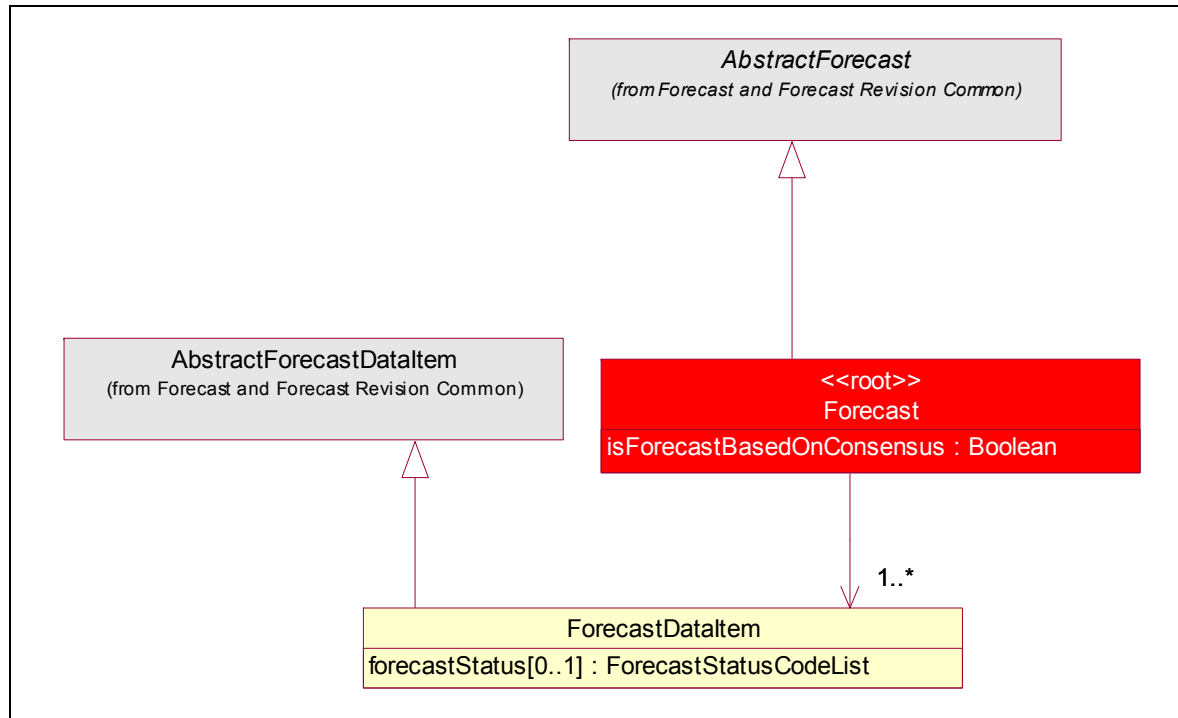 AbstractForecast
(from Forecast and Forecast Revision Common)
AbstractForecastDataItem
(from Forecast and Forecast Revision Common)
<<root>>
Forecast
isForecastBasedOnConsensus : Boolean
1..*
ForecastDataItem
forecastStatus[0..1] : ForecastStatusCodeList